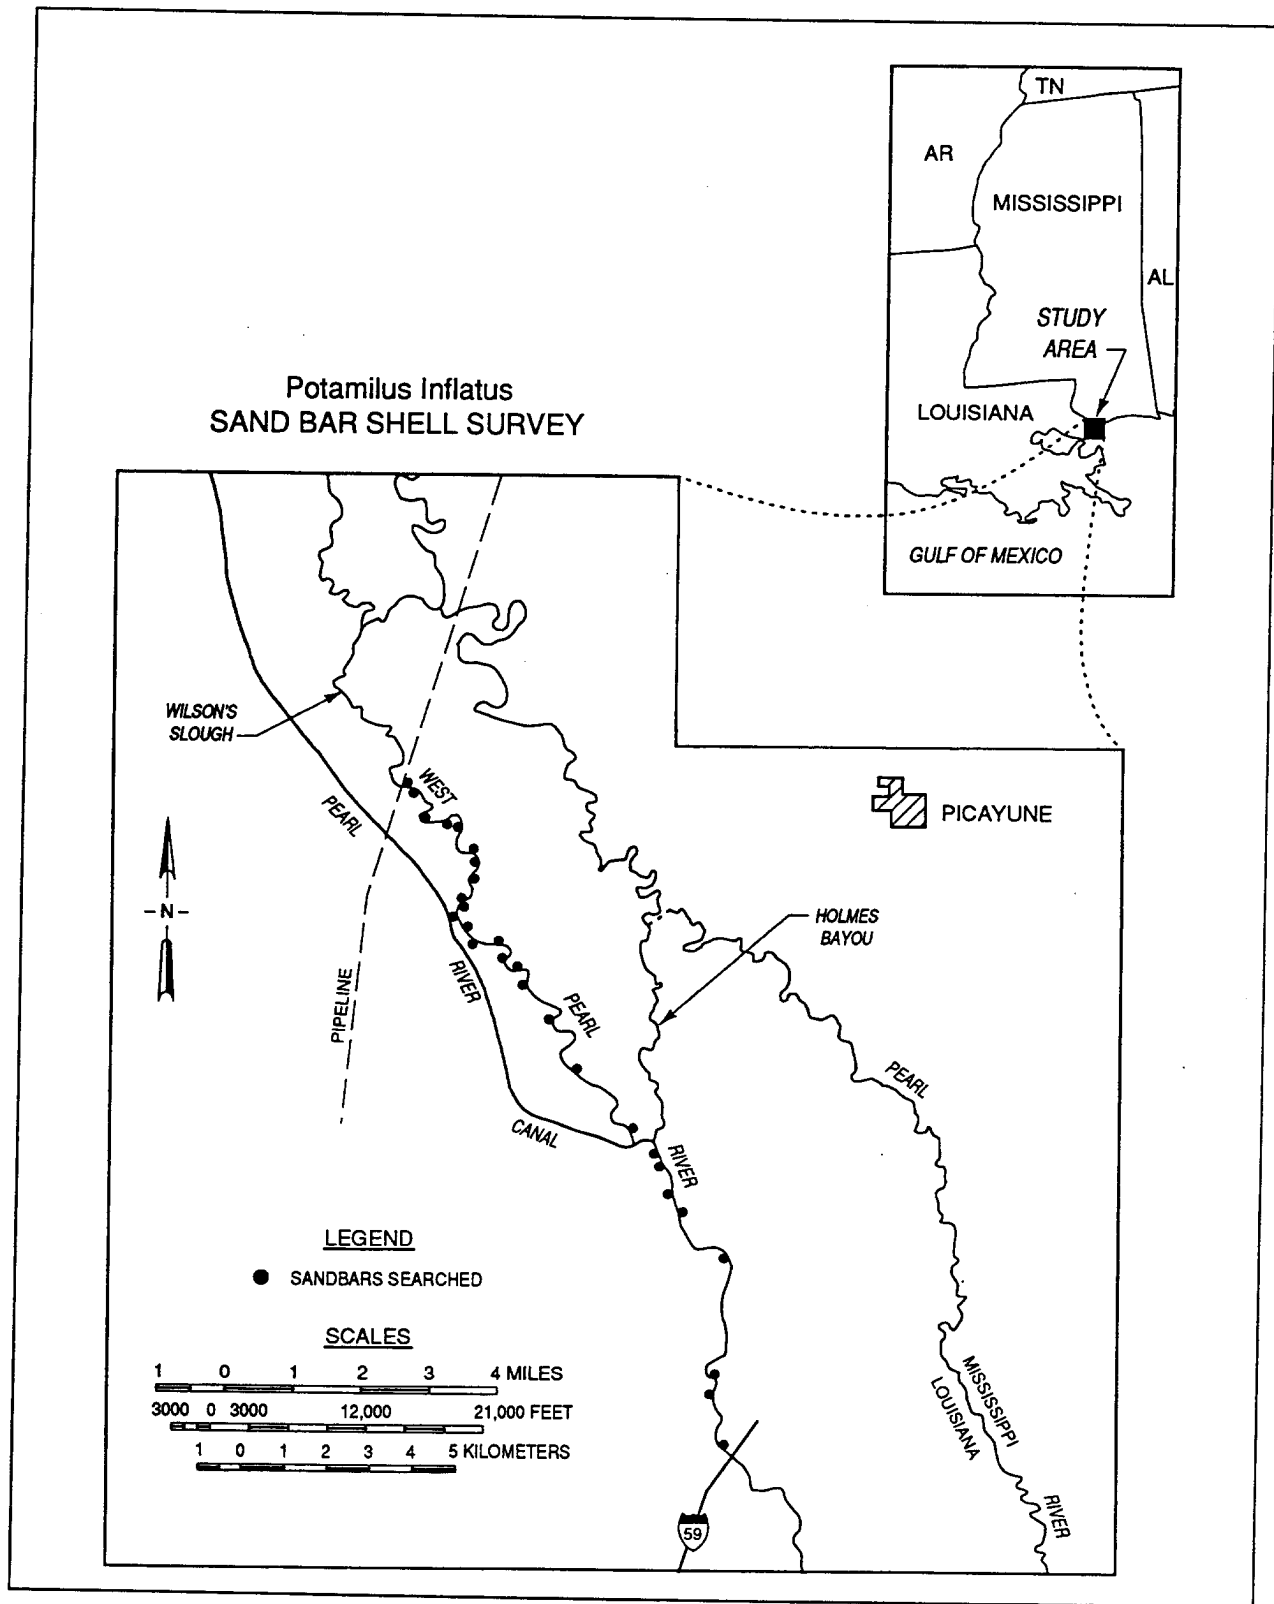 TN
AR
MISSISSIPPI
AL
STUDY
AREA
LOUISIANA
GULF OF MEXICO
Potamilus Inflatus
SAND BAR SHELL SURVEY
WILSON'S
SLOUGH
WEST
PEARL
PICAYUNE
-N-
HOLMES
BAYOU
RIVER
PEARL
PIPELINE
PEARL
CANAL
RIVER
LEGEND
SANDBARS SEARCHED
SCALES
1 0 1 2 3 4 MILES
3000 0 3000 12,000 21,000 FEET
1 0 1 2 3 4 5 KILOMETERS
MISSISSIPPI
LOUISIANA
RIVER
59